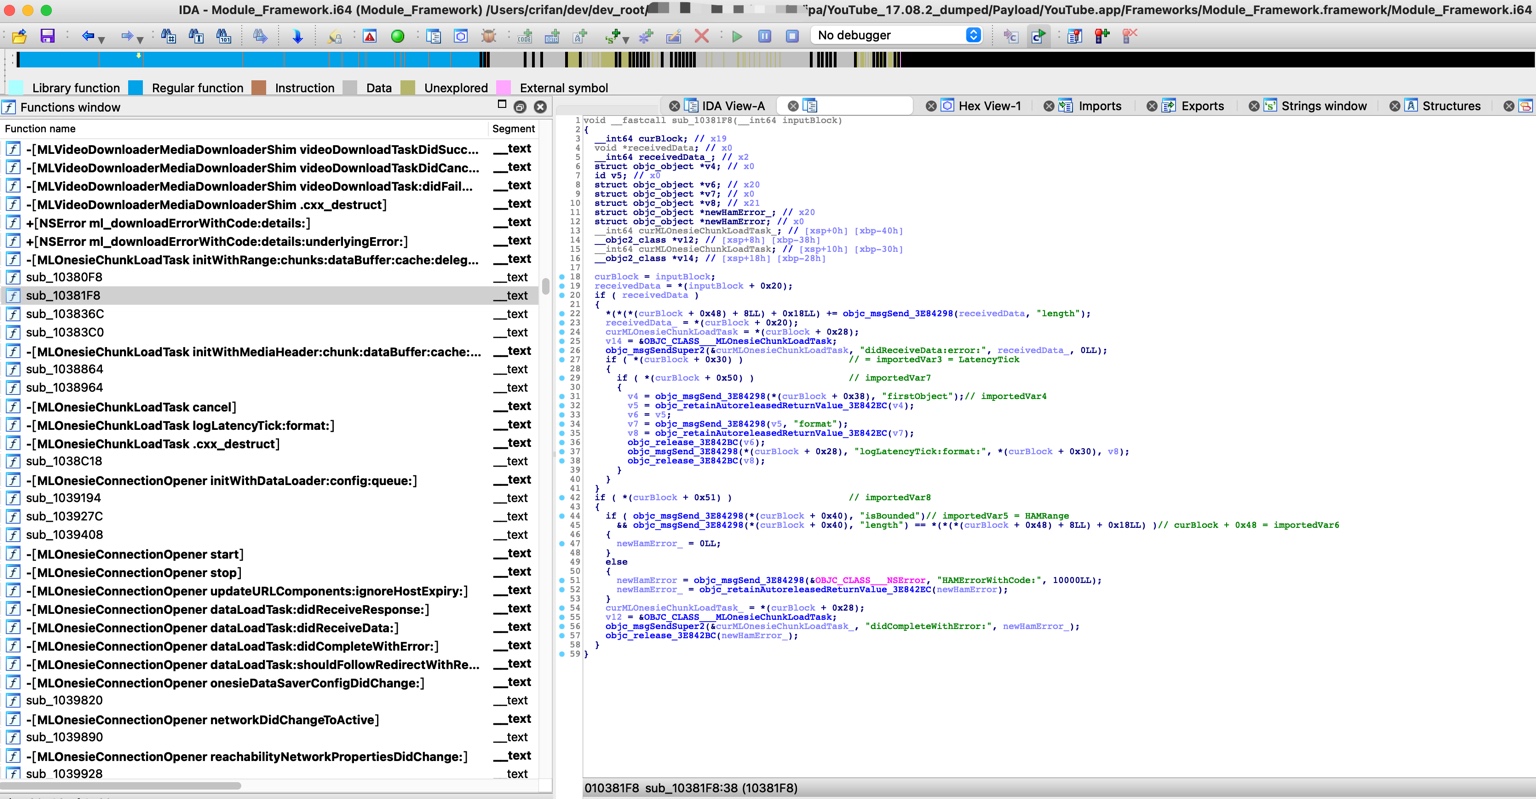 IDA - Module_Framework.i64 (Module_Framework) /Users/crifan/dev/dev_root/ ipa/YouTube_17.08.2_dumped/Payload/YouTube.app/Frameworks/Module_Framework.framework/Module_Framework.i64
No debugger
Library function Regular function Instruction Data Unexplored External symbol
Functions window
IDA View-A Hex View-1 Imports Exports Strings window Structures
Function name Segment
-[MLVideoDownloaderMediaDownloaderShim videoDownloadTaskDidSucc... __text
-[MLVideoDownloaderMediaDownloaderShim videoDownloadTaskDidCanc... __text
-[MLVideoDownloaderMediaDownloaderShim videoDownloadTask:didFail... __text
-[MLVideoDownloaderMediaDownloaderShim .cxx_destruct] __text
+[NSError ml_downloadErrorWithCode:details:] __text
+[NSError ml_downloadErrorWithCode:details:underlyingError:] __text
-[MLOnesieChunkLoadTask initWithRange:chunks:dataBuffer:cache:deleg... __text
sub_10380F8 __text
sub_10381F8 __text
sub_103836C __text
sub_10383C0 __text
-[MLOnesieChunkLoadTask initWithMediaHeader:chunk:dataBuffer:cache:... __text
sub_1038864 __text
sub_1038964 __text
-[MLOnesieChunkLoadTask cancel] __text
-[MLOnesieChunkLoadTask logLatencyTick:format:] __text
-[MLOnesieChunkLoadTask .cxx_destruct] __text
sub_1038C18 __text
-[MLOnesieConnectionOpener initWithDataLoader:config:queue:] __text
sub_1039194 __text
sub_103927C __text
sub_1039408 __text
-[MLOnesieConnectionOpener start] __text
-[MLOnesieConnectionOpener stop] __text
-[MLOnesieConnectionOpener updateURLComponents:ignoreHostExpiry:] __text
-[MLOnesieConnectionOpener dataLoadTask:didReceiveResponse:] __text
-[MLOnesieConnectionOpener dataLoadTask:didReceiveData:] __text
-[MLOnesieConnectionOpener dataLoadTask:didCompleteWithError:] __text
-[MLOnesieConnectionOpener dataLoadTask:shouldFollowRedirectWithRe... __text
-[MLOnesieConnectionOpener onesieDataSaverConfigDidChange:] __text
sub_1039820 __text
-[MLOnesieConnectionOpener networkDidChangeToActive] __text
sub_1039890 __text
-[MLOnesieConnectionOpener reachabilityNetworkPropertiesDidChange:] __text
sub_1039928 __text
1 void __fastcall sub_10381F8(__int64 inputBlock)
2 {
3 __int64 curBlock; // x19
4 void *receivedData; // x0
5 __int64 receivedData_; // x2
6 struct objc_object *v4; // x0
7 id v5; // x0
8 struct objc_object *v6; // x20
9 struct objc_object *v7; // x0
10 struct objc_object *v8; // x21
11 struct objc_object *newHamError_; // x20
12 struct objc_object *newHamError; // x0
13 __int64 curMLOnesieChunkLoadTask_; // [xsp+0h] [xbp-40h]
14 __objc2_class *v12; // [xsp+8h] [xbp-38h]
15 __int64 curMLOnesieChunkLoadTask; // [xsp+10h] [xbp-30h]
16 __objc2_class *v14; // [xsp+18h] [xbp-28h]
17
18 curBlock = inputBlock;
19 receivedData = *(inputBlock + 0x20);
20 if ( receivedData )
21 {
22 *(*(*(curBlock + 0x48) + 8LL) + 0x18LL) += objc_msgSend_3E84298(receivedData, "length");
23 receivedData_ = *(curBlock + 0x20);
24 curMLOnesieChunkLoadTask = *(curBlock + 0x28);
25 v14 = &OBJC_CLASS___MLOnesieChunkLoadTask;
26 objc_msgSendSuper2(&curMLOnesieChunkLoadTask, "didReceiveData:error:", receivedData_, 0LL);
27 if ( *(curBlock + 0x30) ) // = importedVar3 = LatencyTick
28 {
29 if ( *(curBlock + 0x50) ) // importedVar7
30 {
31 v4 = objc_msgSend_3E84298(*(curBlock + 0x38), "firstObject");// importedVar4
32 v5 = objc_retainAutoreleasedReturnValue_3E842EC(v4);
33 v6 = v5;
34 v7 = objc_msgSend_3E84298(v5, "format");
35 v8 = objc_retainAutoreleasedReturnValue_3E842EC(v7);
36 objc_release_3E842BC(v6);
37 objc_msgSend_3E84298(*(curBlock + 0x28), "logLatencyTick:format:", *(curBlock + 0x30), v8);
38 objc_release_3E842BC(v8);
39 }
40 }
41 }
42 if ( *(curBlock + 0x51) ) // importedVar8
43 {
44 if ( objc_msgSend_3E84298(*(curBlock + 0x40), "isBounded")// importedVar5 = HAMRange
45 && objc_msgSend_3E84298(*(curBlock + 0x40), "length") == *(*(*(curBlock + 0x48) + 8LL) + 0x18LL) )// curBlock + 0x48 = importedVar6
46 {
47 newHamError_ = 0LL;
48 }
49 else
50 {
51 newHamError = objc_msgSend_3E84298(&OBJC_CLASS___NSError, "HAMErrorWithCode:", 10000LL);
52 newHamError_ = objc_retainAutoreleasedReturnValue_3E842EC(newHamError);
53 }
54 curMLOnesieChunkLoadTask_ = *(curBlock + 0x28);
55 v12 = &OBJC_CLASS___MLOnesieChunkLoadTask;
56 objc_msgSendSuper2(&curMLOnesieChunkLoadTask_, "didCompleteWithError:", newHamError_);
57 objc_release_3E842BC(newHamError_);
58 }
59 }
010381F8 sub_10381F8:38 (10381F8)